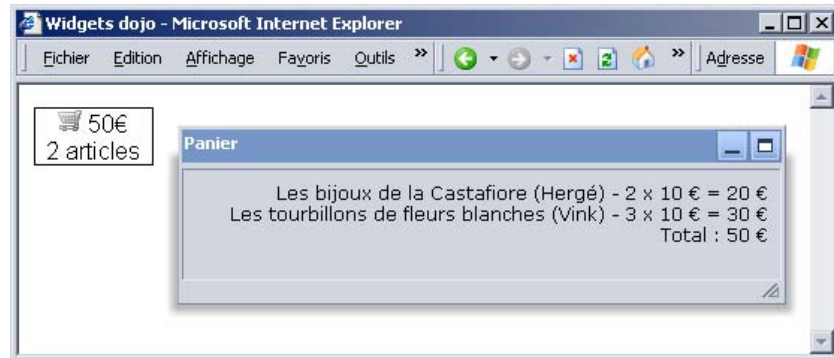 Widgets dojo - Microsoft Internet Explorer
Fichier Edition Affichage Favoris Outils » » Adresse
50€
2 articles
Panier
Les bijoux de la Castafiore (Hergé) - 2 x 10 € = 20 €
Les tourbillons de fleurs blanches (Vink) - 3 x 10 € = 30 €
Total : 50 €